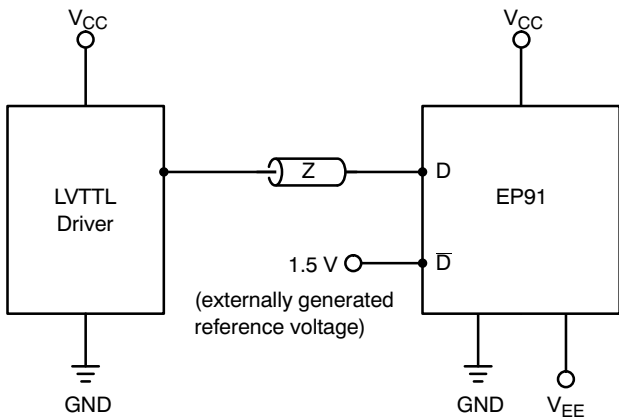 VCC
VCC
LVTTL
Driver
Z
D
EP91
D̅
1.5 V
(externally generated
reference voltage)
GND
GND
VEE